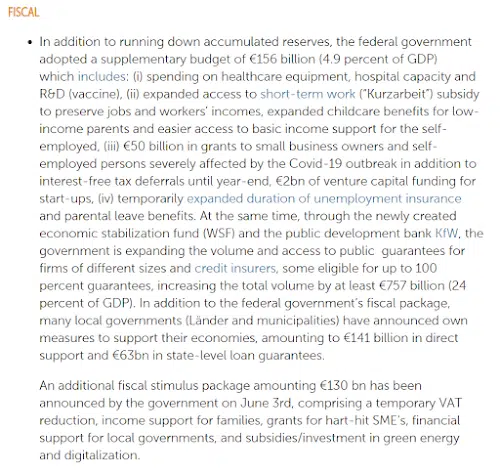 FISCAL
• In addition to running down accumulated reserves, the federal government
adopted a supplementary budget of €156 billion (4.9 percent of GDP)
which includes: (i) spending on healthcare equipment, hospital capacity and
R&D (vaccine), (ii) expanded access to short-term work ("Kurzarbeit") subsidy
to preserve jobs and workers' incomes, expanded childcare benefits for low-
income parents and easier access to basic income support for the self-
employed, (iii) €50 billion in grants to small business owners and self-
employed persons severely affected by the Covid-19 outbreak in addition to
interest-free tax deferrals until year-end, €2bn of venture capital funding for
start-ups, (iv) temporarily expanded duration of unemployment insurance
and parental leave benefits. At the same time, through the newly created
economic stabilization fund (WSF) and the public development bank KfW, the
government is expanding the volume and access to public guarantees for
firms of different sizes and credit insurers, some eligible for up to 100
percent guarantees, increasing the total volume by at least €757 billion (24
percent of GDP). In addition to the federal government's fiscal package,
many local governments (Länder and municipalities) have announced own
measures to support their economies, amounting to €141 billion in direct
support and €63bn in state-level loan guarantees.
An additional fiscal stimulus package amounting €130 bn has been
announced by the government on June 3rd, comprising a temporary VAT
reduction, income support for families, grants for hart-hit SME's, financial
support for local governments, and subsidies/investment in green energy
and digitalization.